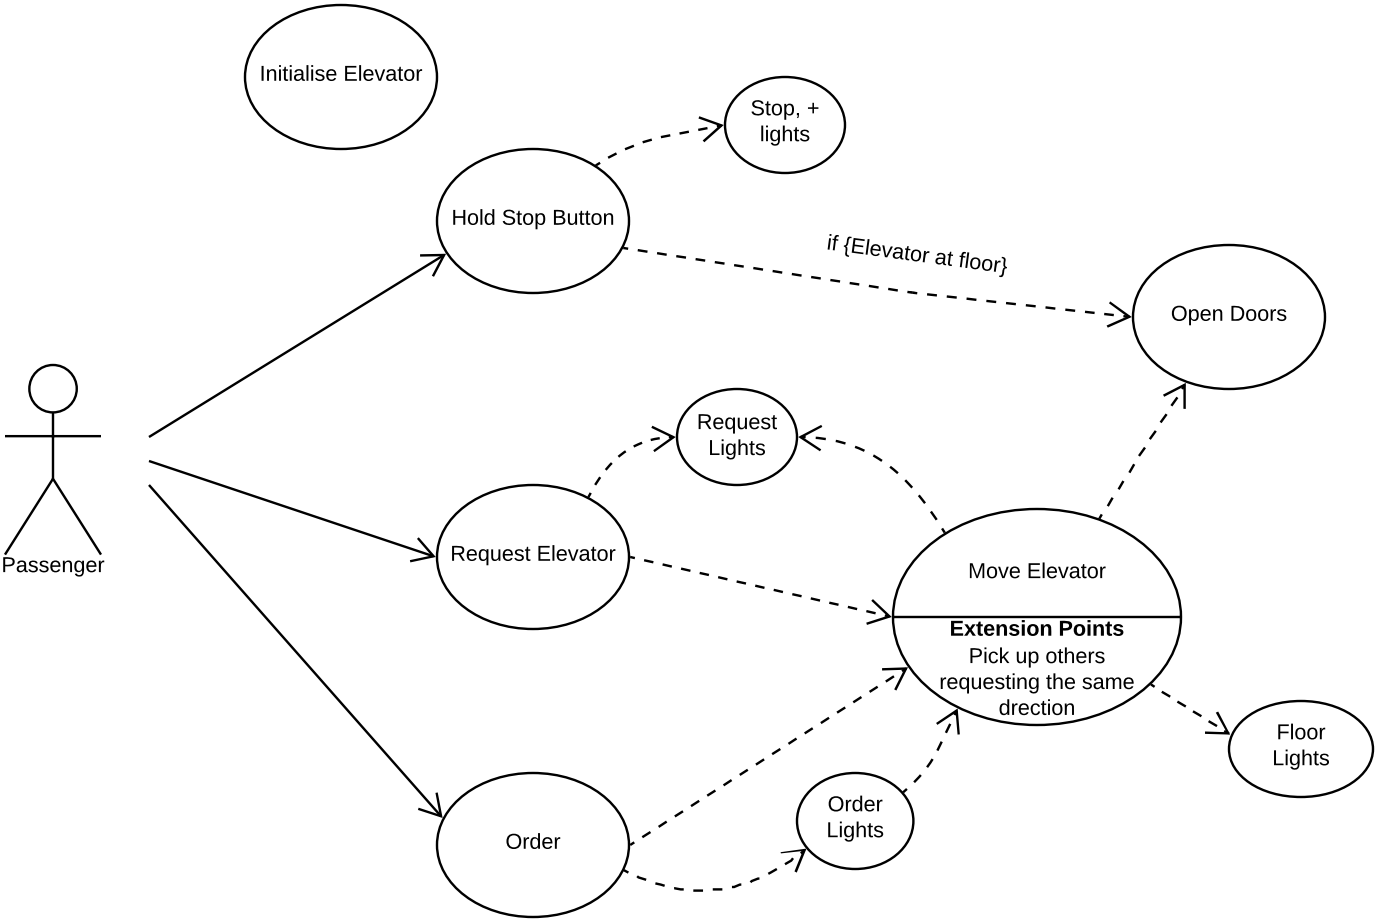 Initialise Elevator
Stop, +
lights
Hold Stop Button
if {Elevator at floor}
Open Doors
Request
Lights
Passenger
Request Elevator
Move Elevator
Extension Points
Pick up others
requesting the same
drection
Floor
Lights
Order
Lights
Order